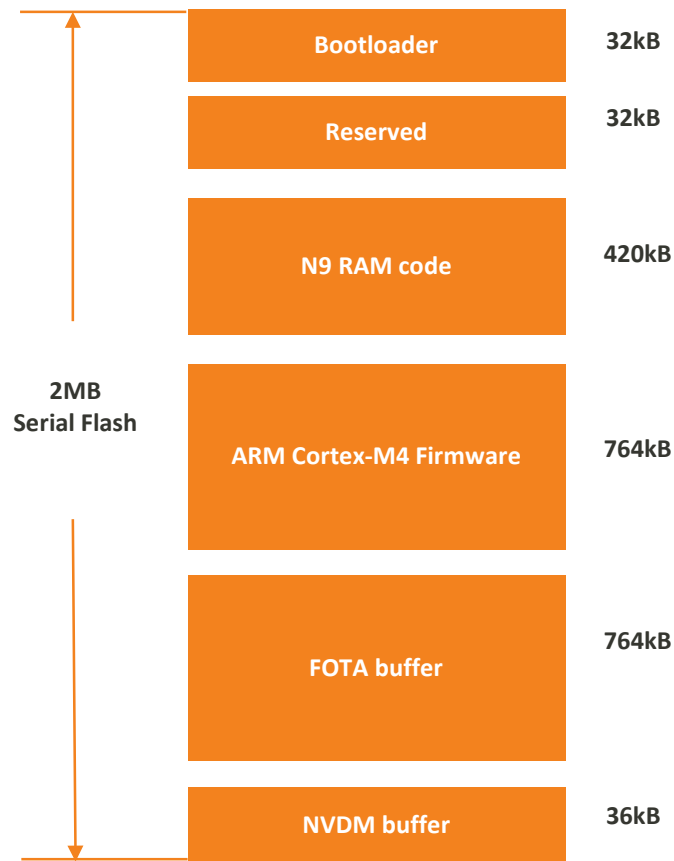 Bootloader
32kB
Reserved
32kB
N9 RAM code
420kB
2MB
Serial Flash
ARM Cortex-M4 Firmware
764kB
FOTA buffer
764kB
NVDM buffer
36kB